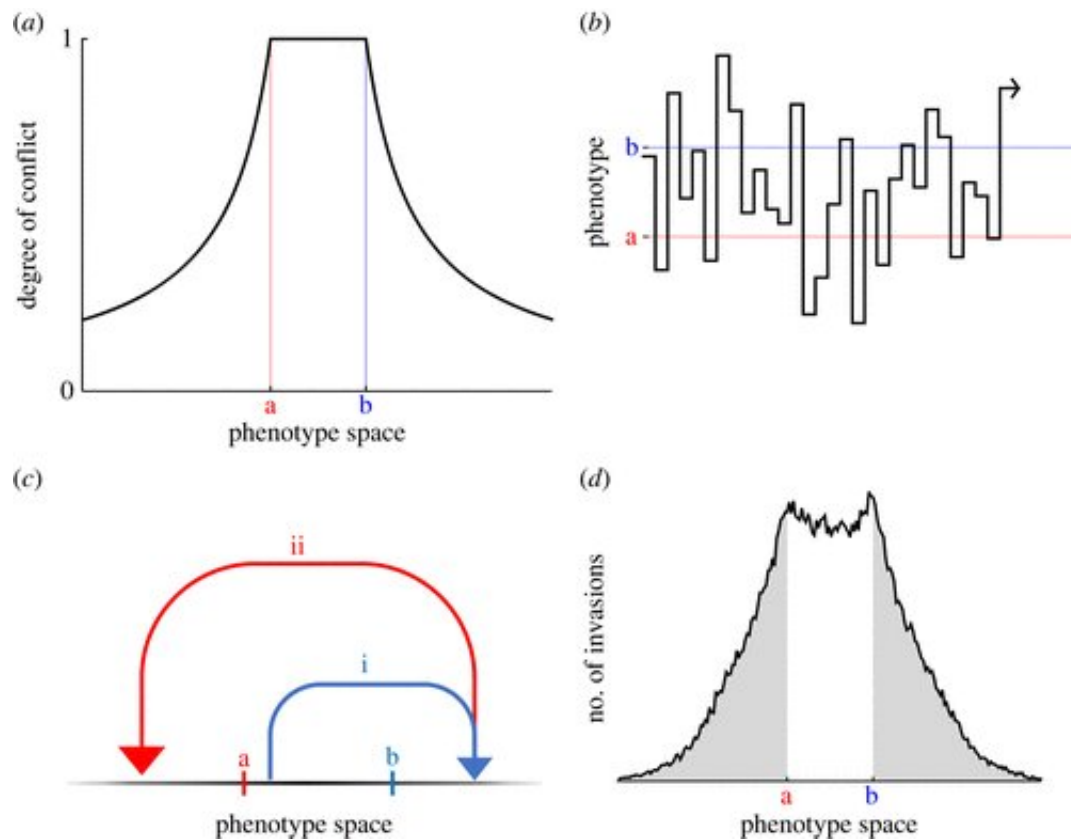 (a)
1
degree of conflict
0
a
b
phenotype space
(b)
phenotype
b
a
(c)
ii
i
a
b
phenotype space
(d)
no. of invasions
a
b
phenotype space